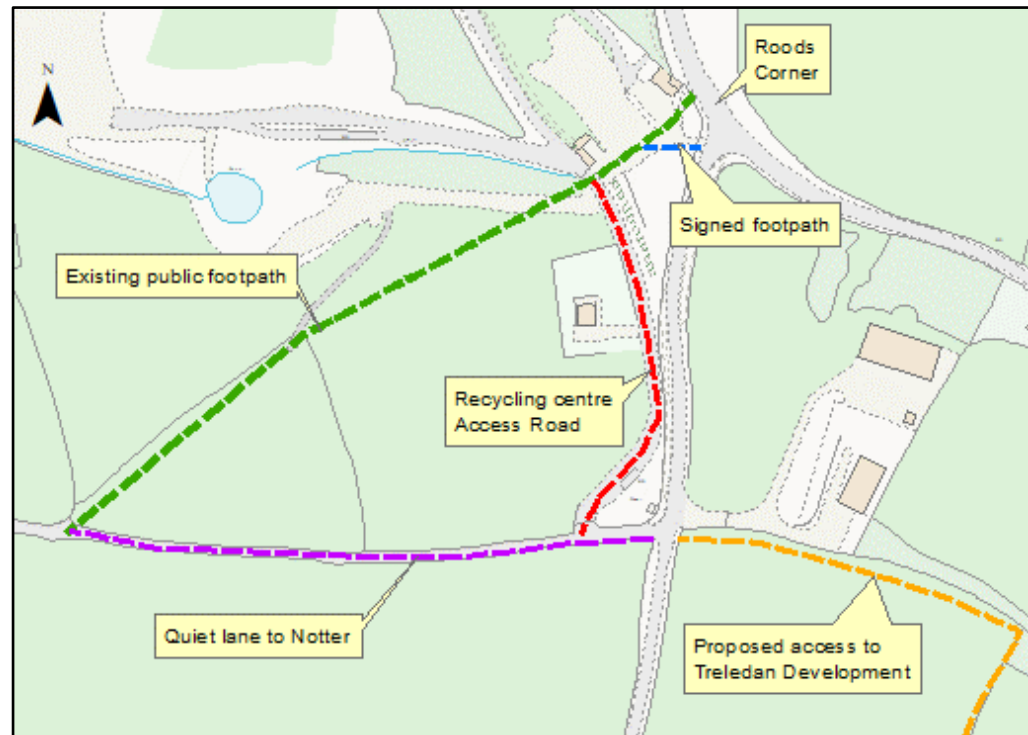 Roods
Corner
N
Signed footpath
Existing public footpath
Recycling centre
Access Road
Quiet lane to Notter
Proposed access to
Treledan Development